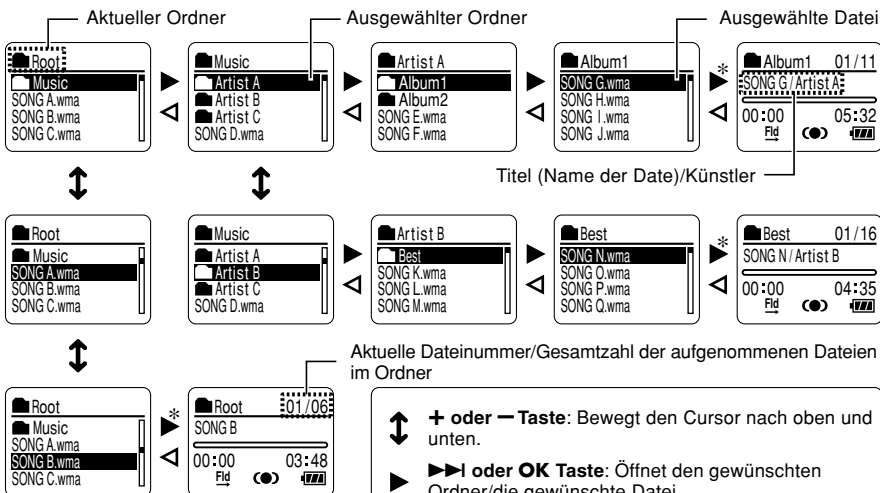 Aktueller Ordner
Ausgewählter Ordner
Ausgewählte Datei
Root
Music
SONG A.wma
SONG B.wma
SONG C.wma
Music
Artist A
Artist B
Artist C
SONG D.wma
Artist A
Album1
Album2
SONG E.wma
SONG F.wma
Album1
SONG G.wma
SONG H.wma
SONG I.wma
SONG J.wma
*
Album1 01/11
SONG G/Artist A
00:00 05:32
Fld
Titel (Name der Date)/Künstler
Root
Music
SONG A.wma
SONG B.wma
SONG C.wma
Music
Artist A
Artist B
Artist C
SONG D.wma
Artist B
Best
SONG K.wma
SONG L.wma
SONG M.wma
Best
SONG N.wma
SONG O.wma
SONG P.wma
SONG Q.wma
*
Best 01/16
SONG N/Artist B
00:00 04:35
Fld
Aktuelle Dateinummer/Gesamtzahl der aufgenommenen Dateien
im Ordner
Root
Music
SONG A.wma
SONG B.wma
SONG C.wma
*
Root 01/06
SONG B
00:00 03:48
Fld
+ oder – Taste: Bewegt den Cursor nach oben und
unten.
▶▶I oder OK Taste: Öffnet den gewünschten
Ordner/die gewünschte Datei